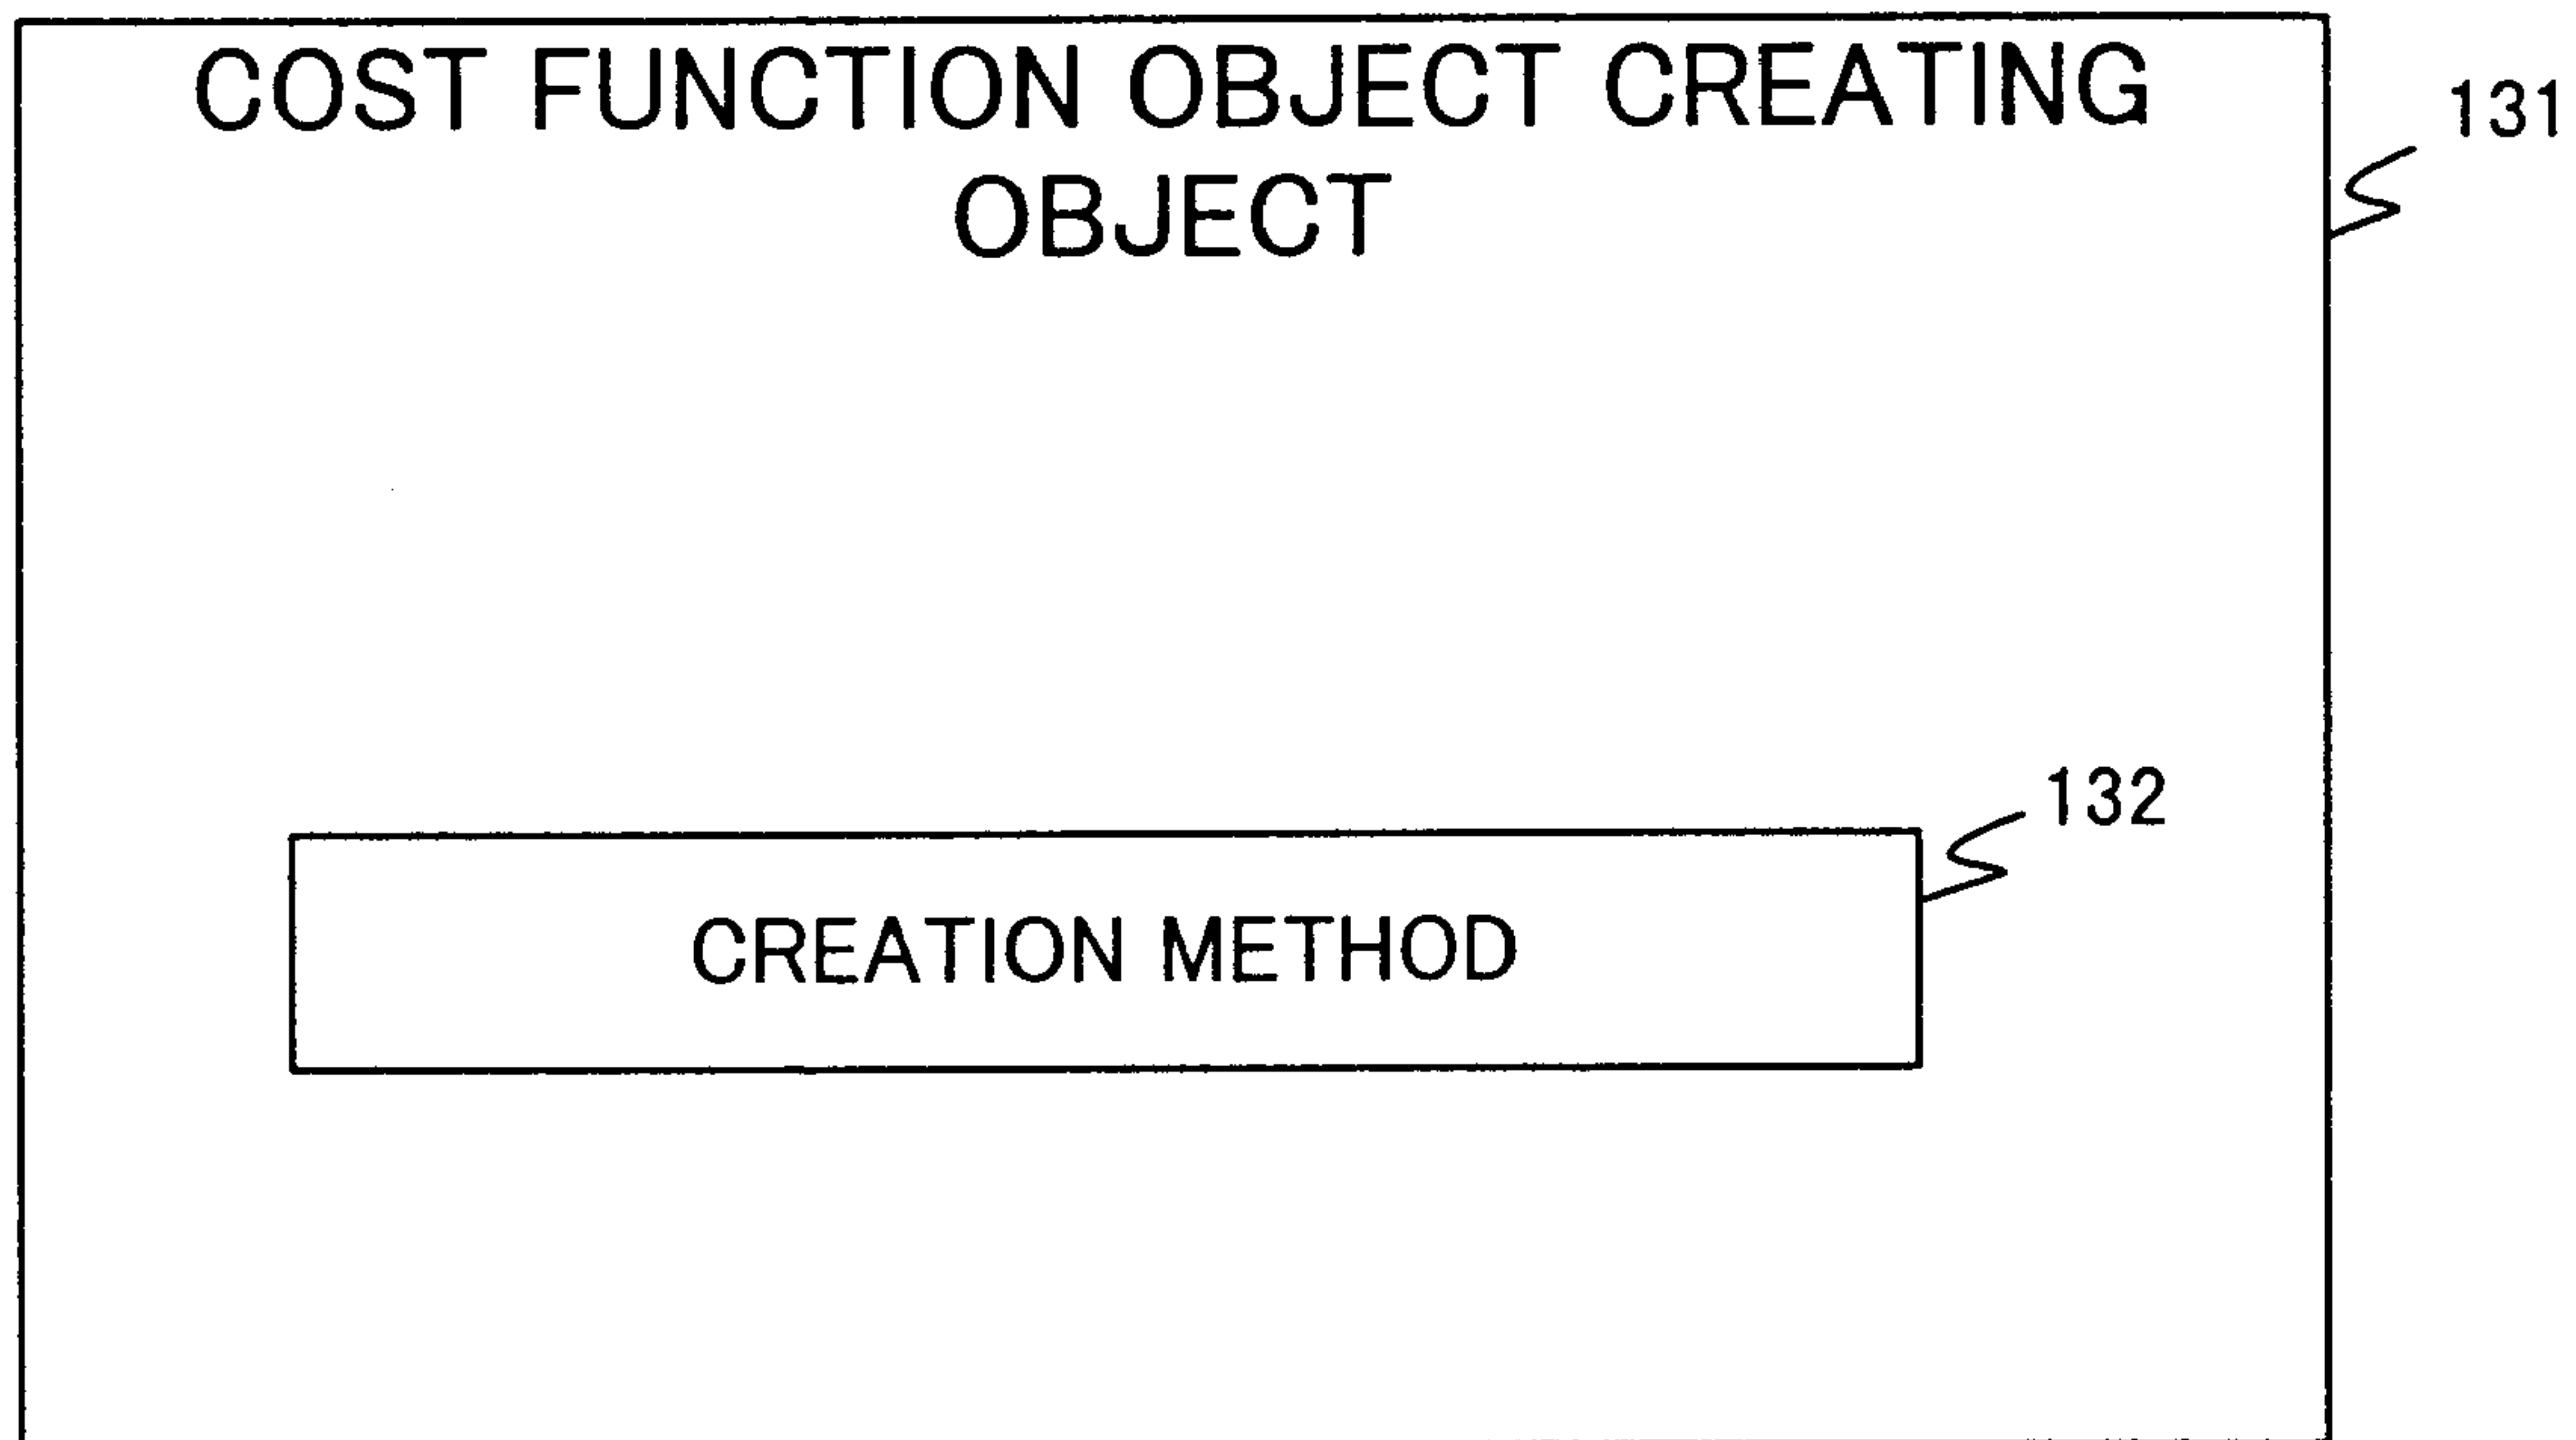 COST FUNCTION OBJECT CREATING
OBJECT
131
132
CREATION METHOD